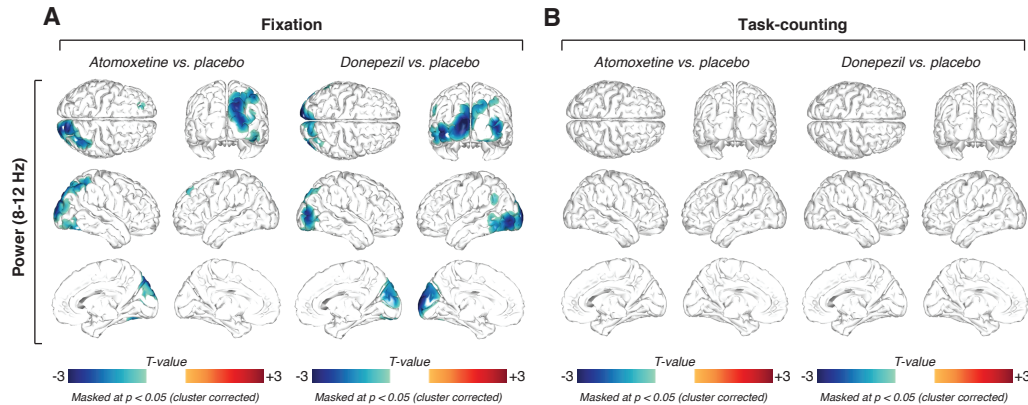 A
Fixation
Atomoxetine vs. placebo
Donepezil vs. placebo
Power (8-12 Hz)
T-value
-3
+3
Masked at p < 0.05 (cluster corrected)
T-value
-3
+3
Masked at p < 0.05 (cluster corrected)
B
Task-counting
Atomoxetine vs. placebo
Donepezil vs. placebo
T-value
-3
+3
Masked at p < 0.05 (cluster corrected)
T-value
-3
+3
Masked at p < 0.05 (cluster corrected)